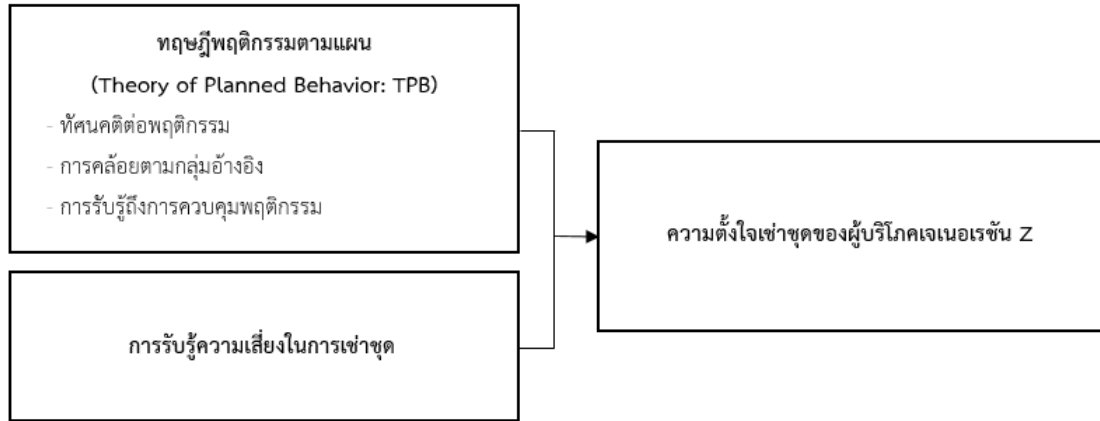 ทฤษฎีพฤติกรรมตามแผน
(Theory of Planned Behavior: TPB)
- ทัศนคติต่อพฤติกรรม
- การคล้อยตามกลุ่มอ้างอิง
- การรับรู้ถึงการควบคุมพฤติกรรม
ความตั้งใจเช่าชุดของผู้บริโภคเจเนอเรชัน Z
การรับรู้ความเสี่ยงในการเช่าชุด